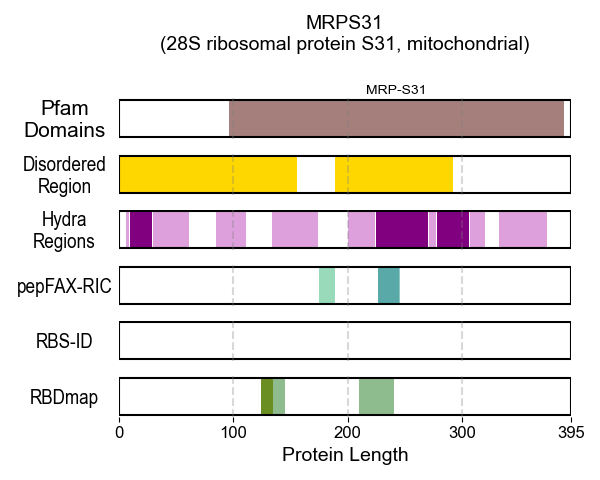 MRPS31
(28S ribosomal protein S31, mitochondrial)
MRP-S31
Pfam
Domains
Disordered
Region
Hydra
Regions
pepFAX-RIC
RBS-ID
RBDmap
0 100 200 300 395
Protein Length